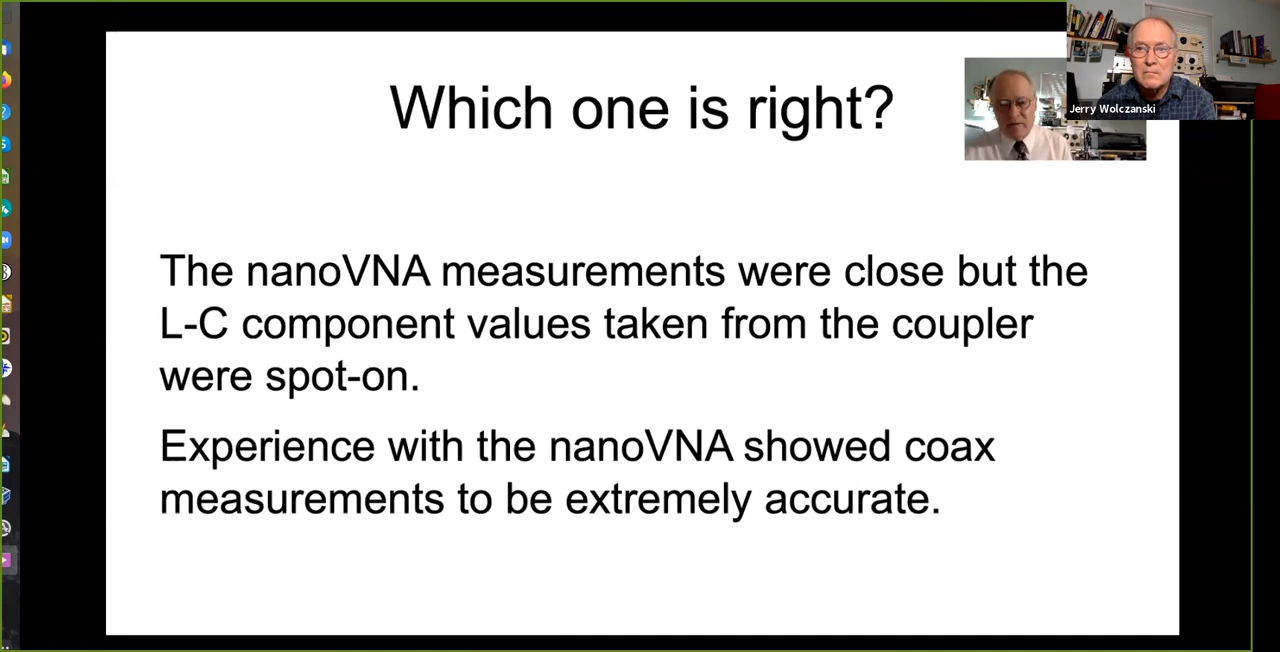 Which one is right?
Jerry Wolczanski
The nanoVNA measurements were close but the
L-C component values taken from the coupler
were spot-on.
Experience with the nanoVNA showed coax
measurements to be extremely accurate.